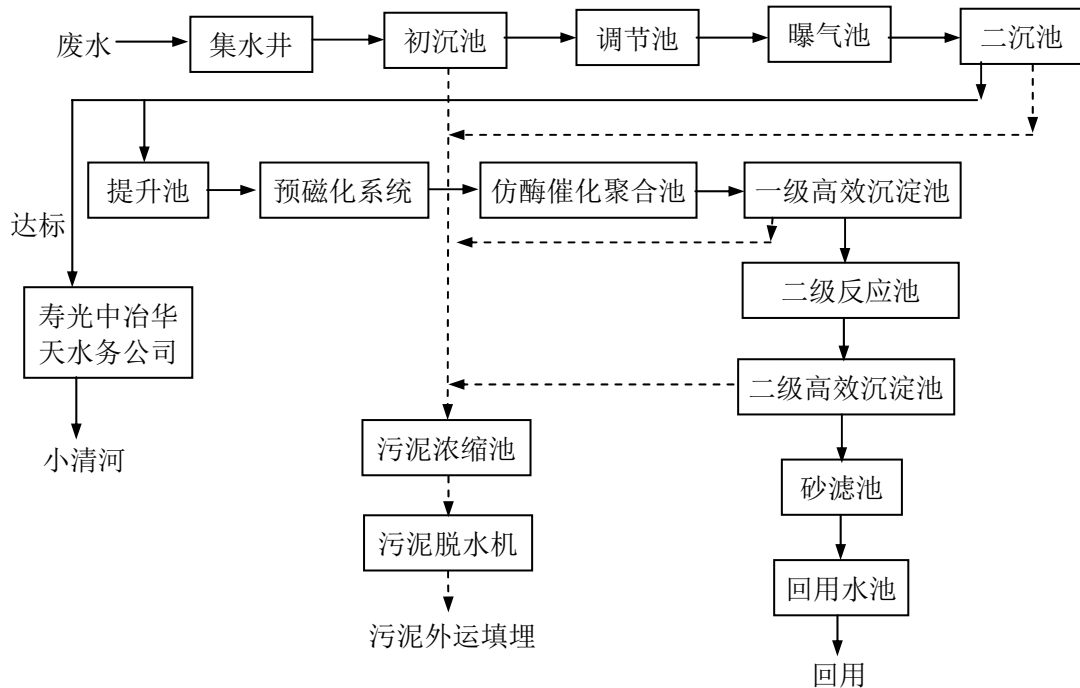 废水
集水井
初沉池
调节池
曝气池
二沉池
提升池
预磁化系统
仿酶催化聚合池
一级高效沉淀池
达标
二级反应池
寿光中冶华
天水务公司
二级高效沉淀池
小清河
污泥浓缩池
砂滤池
污泥脱水机
回用水池
污泥外运填埋
回用